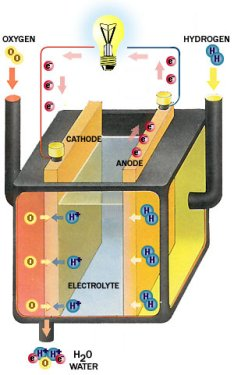 OXYGEN
HYDROGEN
O
O
H
H
e
e
e
e
CATHODE
e
e
e
ANODE
O
H+
H
H
O
H+
H
H
ELECTROLYTE
O
H+
H
H
H+
H+
O
e
e
H2O
WATER